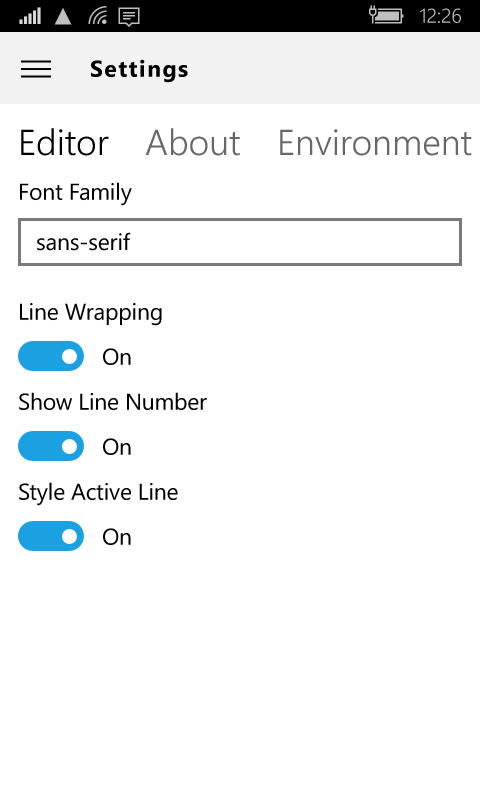 12:26
Settings
Editor About Environment
Font Family
sans-serif
Line Wrapping
On
Show Line Number
On
Style Active Line
On